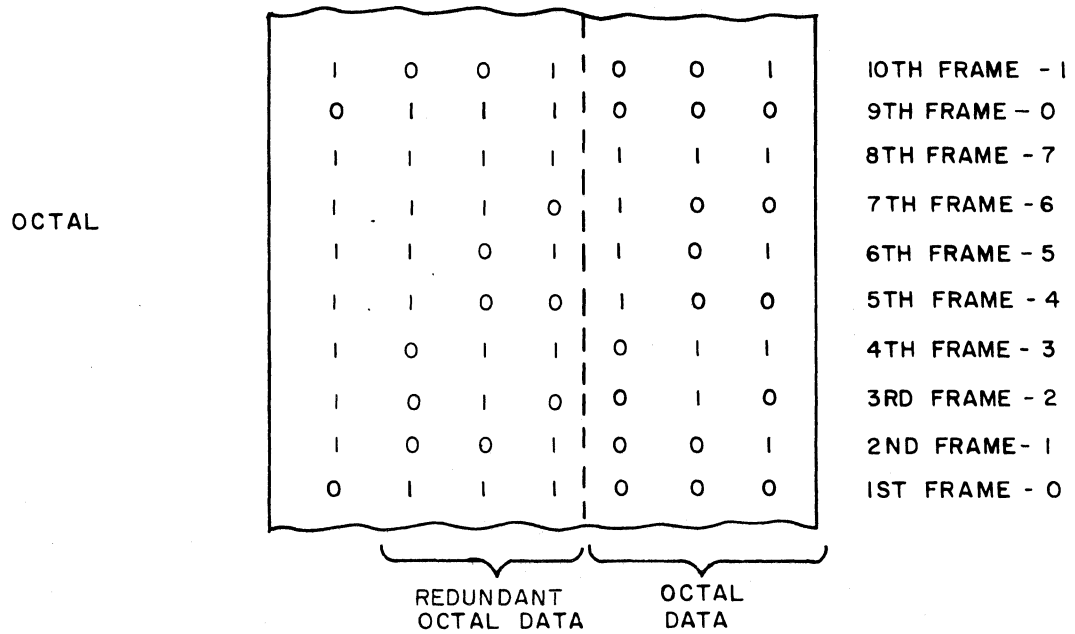 1 0 0 1 0 0 1 10TH FRAME - 1
0 1 1 1 0 0 0 9TH FRAME - 0
1 1 1 1 1 1 1 8TH FRAME - 7
1 1 1 0 1 0 0 7TH FRAME - 6
OCTAL
1 1 0 1 1 0 1 6TH FRAME - 5
1 1 0 0 1 0 0 5TH FRAME - 4
1 0 1 1 0 1 1 4TH FRAME - 3
1 0 1 0 0 1 0 3RD FRAME - 2
1 0 0 1 0 0 1 2ND FRAME - 1
0 1 1 1 0 0 0 1ST FRAME - 0
REDUNDANT
OCTAL DATA
OCTAL
DATA